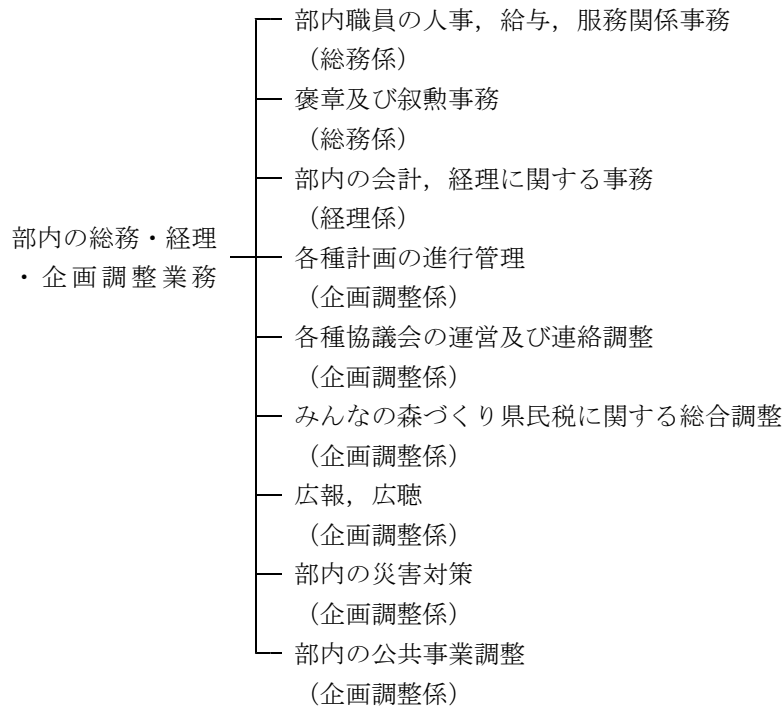 部内の総務・経理
・企画調整業務
部内職員の人事，給与，服務関係事務
（総務係）
褒章及び叙勲事務
（総務係）
部内の会計，経理に関する事務
（経理係）
各種計画の進行管理
（企画調整係）
各種協議会の運営及び連絡調整
（企画調整係）
みんなの森づくり県民税に関する総合調整
（企画調整係）
広報，広聴
（企画調整係）
部内の災害対策
（企画調整係）
部内の公共事業調整
（企画調整係）